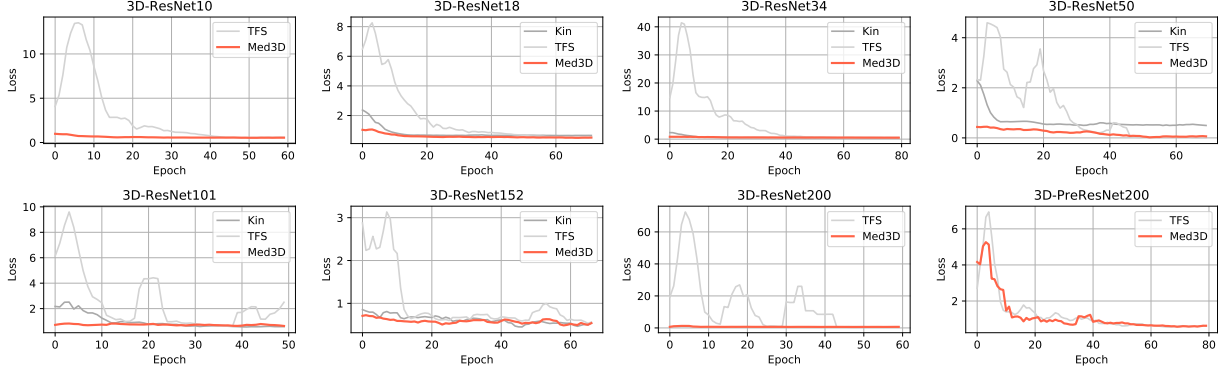 3D-ResNet10
Loss
10
5
0
0 10 20 30 40 50 60
Epoch
TFS
Med3D
3D-ResNet18
Loss
8
6
4
2
0 20 40 60
Epoch
Kin
TFS
Med3D
3D-ResNet34
Loss
40
30
20
10
0
0 20 40 60 80
Epoch
Kin
TFS
Med3D
3D-ResNet50
Loss
4
2
0
0 20 40 60
Epoch
Kin
TFS
Med3D
3D-ResNet101
Loss
10
8
6
4
2
0 10 20 30 40 50
Epoch
Kin
TFS
Med3D
3D-ResNet152
Loss
3
2
1
0 20 40 60
Epoch
Kin
TFS
Med3D
3D-ResNet200
Loss
60
40
20
0
0 10 20 30 40 50 60
Epoch
TFS
Med3D
3D-PreResNet200
Loss
6
4
2
0 20 40 60 80
Epoch
TFS
Med3D